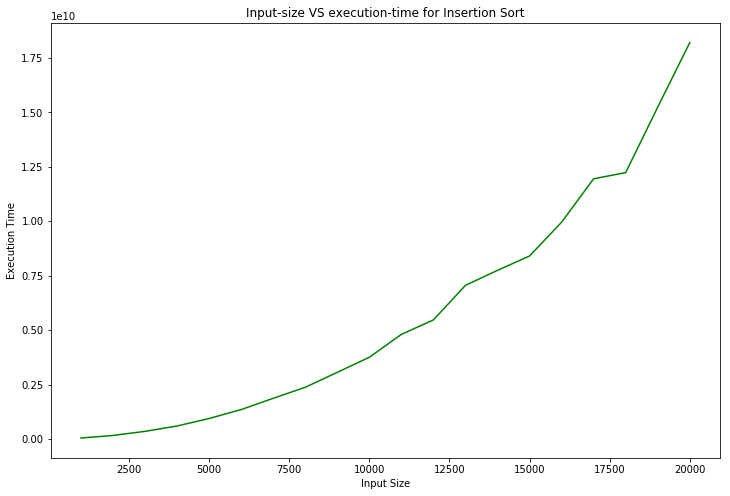 Input-size VS execution-time for Insertion Sort
1e10
1.75
1.50
1.25
1.00
0.75
0.50
0.25
0.00
Execution Time
2500 5000 7500 10000 12500 15000 17500 20000
Input Size